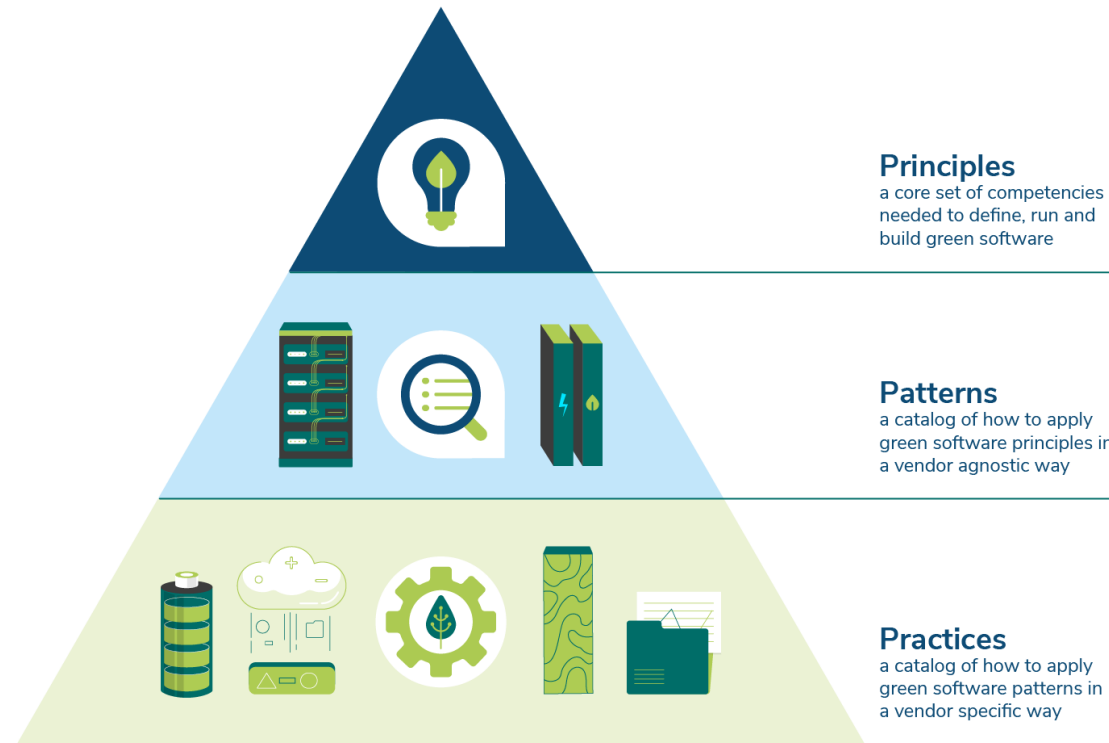 Principles
a core set of competencies
needed to define, run and
build green software
Patterns
a catalog of how to apply
green software principles in
a vendor agnostic way
Practices
a catalog of how to apply
green software patterns in
a vendor specific way